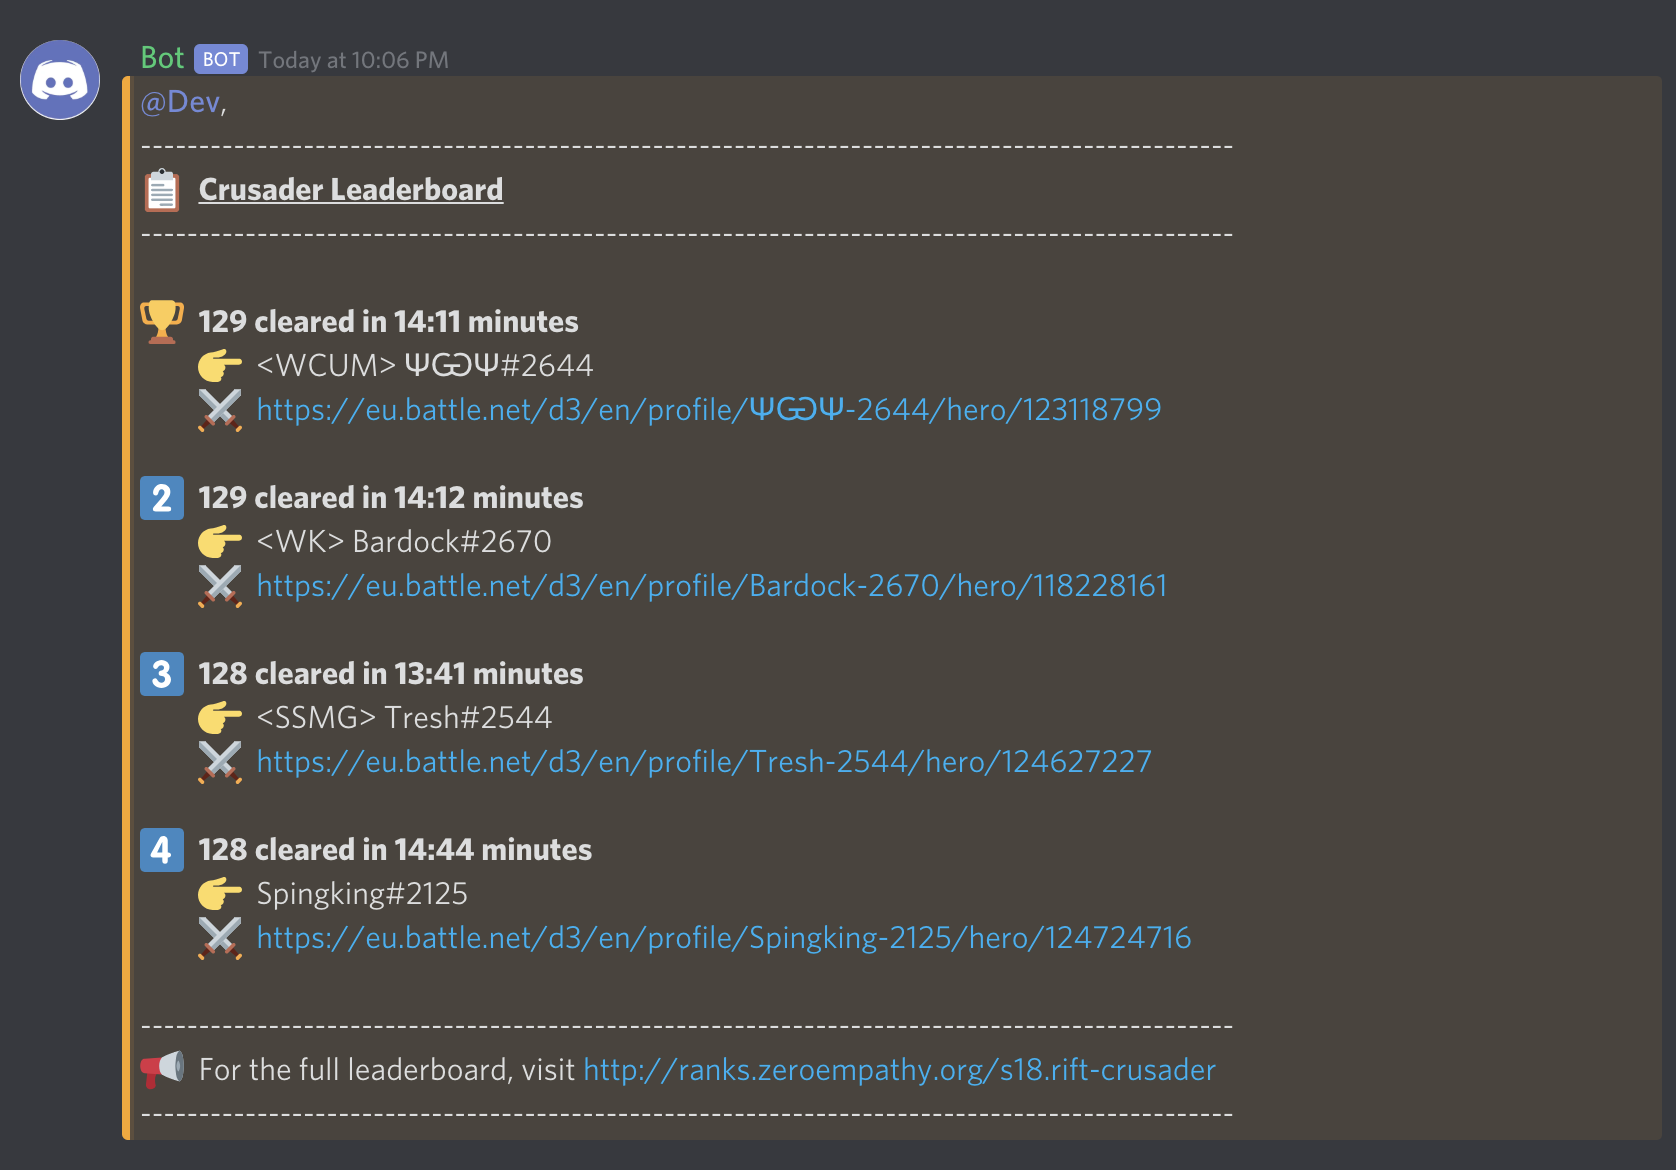 Bot BOT Today at 10:06 PM
@Dev,
--------------------------------------------------------------------------------------------
Crusader Leaderboard
--------------------------------------------------------------------------------------------
129 cleared in 14:11 minutes
<WCUM> ΨѾΨ#2644
https://eu.battle.net/d3/en/profile/ΨѾΨ-2644/hero/123118799
2 129 cleared in 14:12 minutes
<WK> Bardock#2670
https://eu.battle.net/d3/en/profile/Bardock-2670/hero/118228161
3 128 cleared in 13:41 minutes
<SSMG> Tresh#2544
https://eu.battle.net/d3/en/profile/Tresh-2544/hero/124627227
4 128 cleared in 14:44 minutes
Spingking#2125
https://eu.battle.net/d3/en/profile/Spingking-2125/hero/124724716
--------------------------------------------------------------------------------------------
For the full leaderboard, visit http://ranks.zeroempathy.org/s18.rift-crusader
--------------------------------------------------------------------------------------------